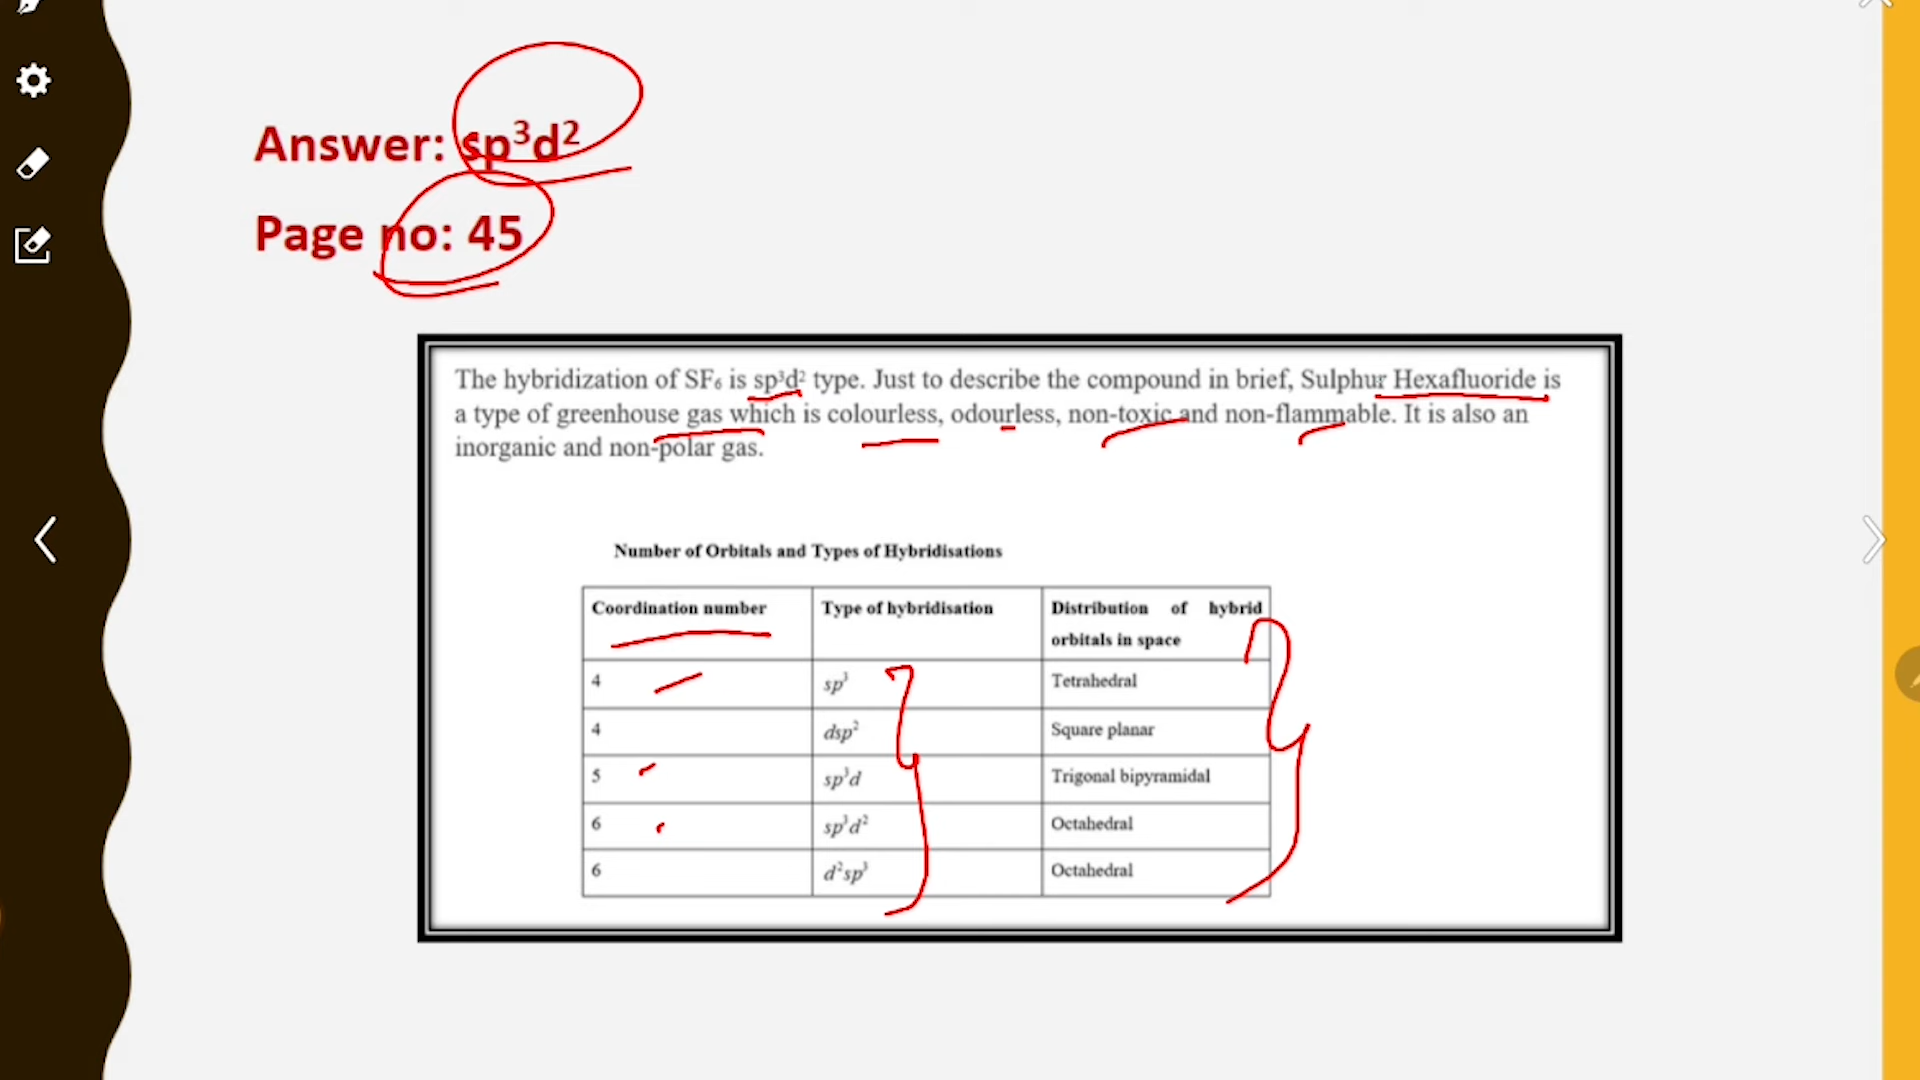 Answer: sp³d²
Page no: 45
The hybridization of SF₆ is sp³d² type. Just to describe the compound in brief, Sulphur Hexafluoride is
a type of greenhouse gas which is colourless, odourless, non-toxic and non-flammable. It is also an
inorganic and non-polar gas.
Number of Orbitals and Types of Hybridisations
Coordination number Type of hybridisation Distribution of hybrid
orbitals in space
4 sp³ Tetrahedral
4 dsp² Square planar
5 sp³d Trigonal bipyramidal
6 sp³d² Octahedral
6 d²sp³ Octahedral